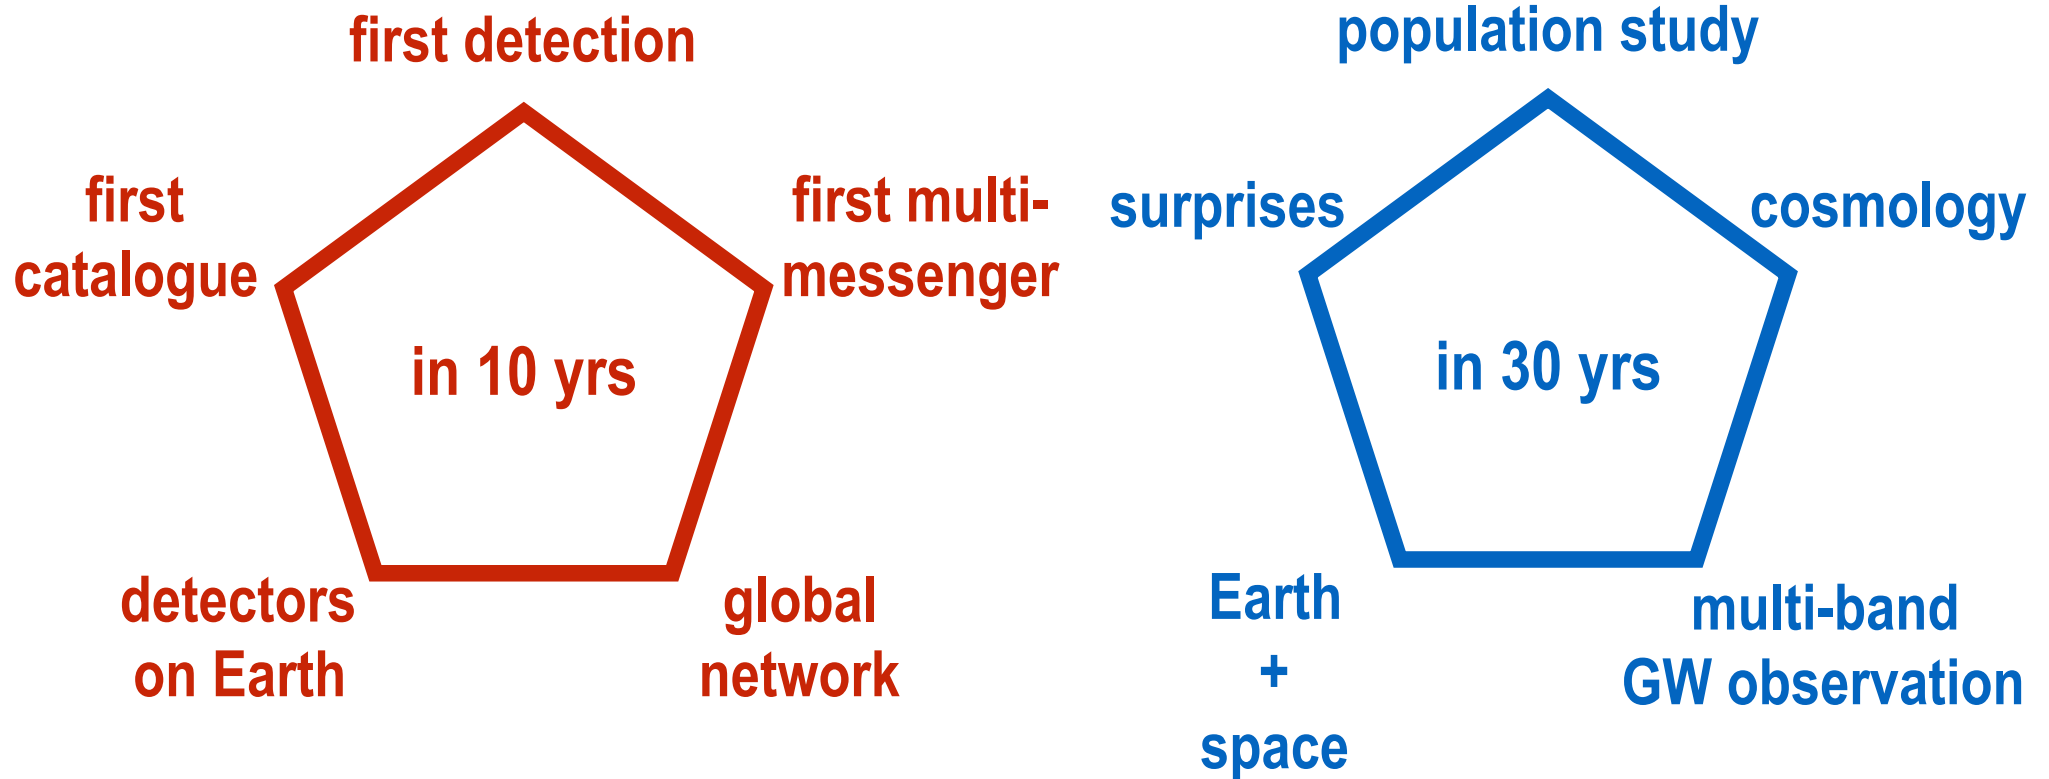 first detection
first multi-
messenger
global
network
detectors
on Earth
first
catalogue
in 10 yrs
population study
cosmology
multi-band
GW observation
Earth
+
space
surprises
in 30 yrs